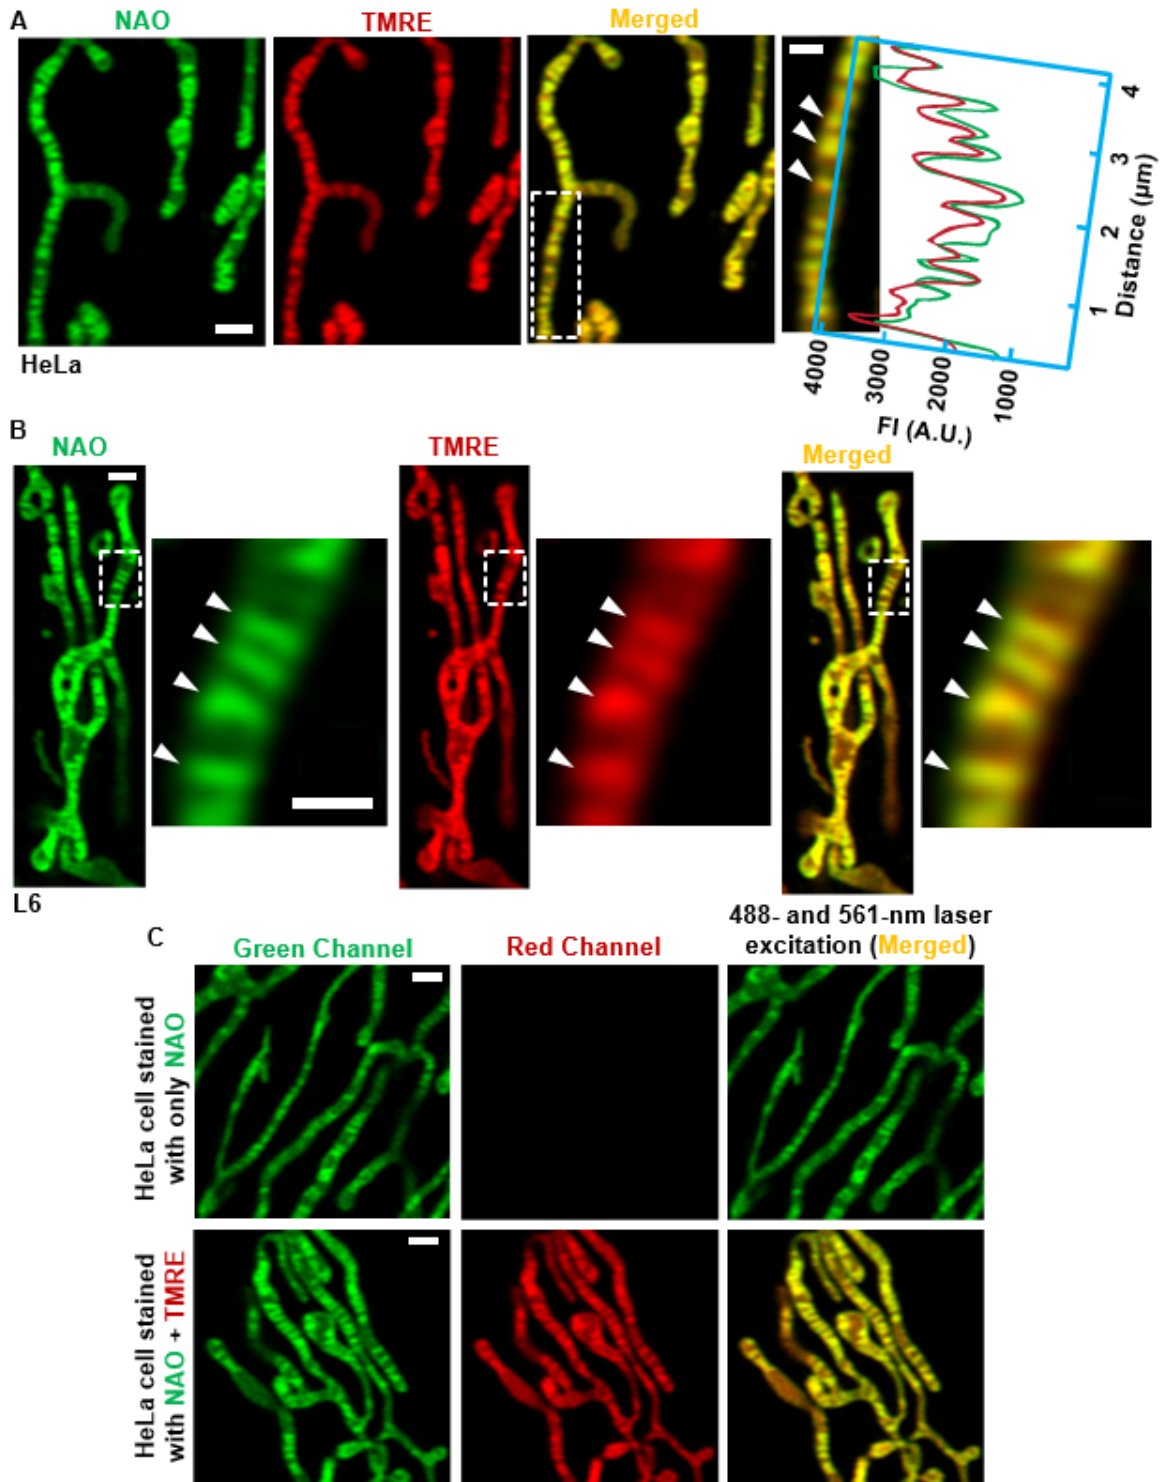 A
NAO
TMRE
Merged
4
3
2
1
Distance (µm)
4000
3000
2000
1000
FI (A.U.)
HeLa
B
NAO
TMRE
Merged
L6
C
Green Channel
Red Channel
488- and 561-nm laser
excitation (Merged)
HeLa cell stained
with only NAO
HeLa cell stained
with NAO + TMRE